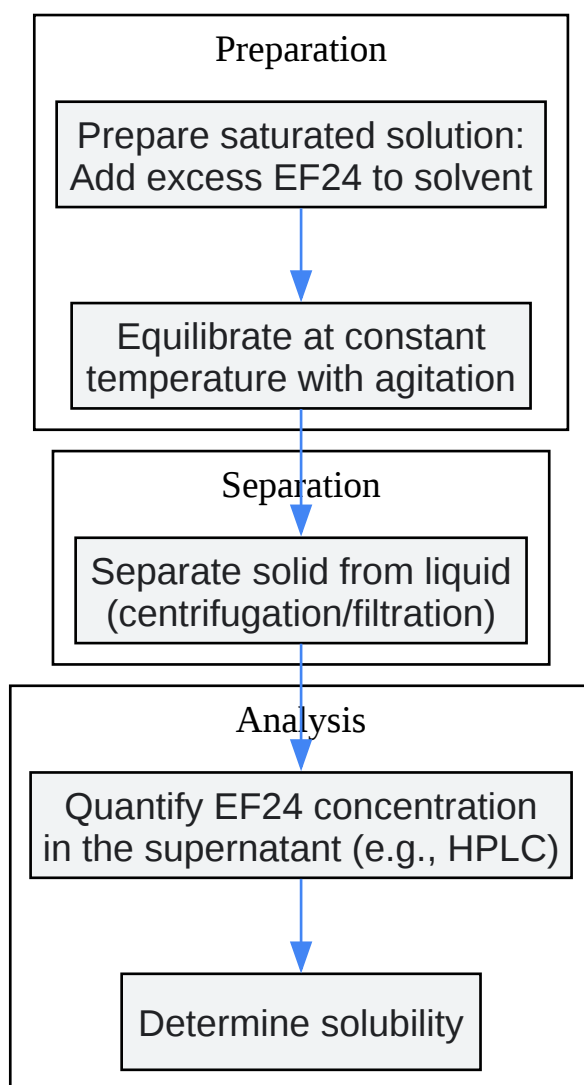 Preparation
Prepare saturated solution:
Add excess EF24 to solvent
Equilibrate at constant
temperature with agitation
Separation
Separate solid from liquid
(centrifugation/filtration)
Analysis
Quantify EF24 concentration
in the supernatant (e.g., HPLC)
Determine solubility